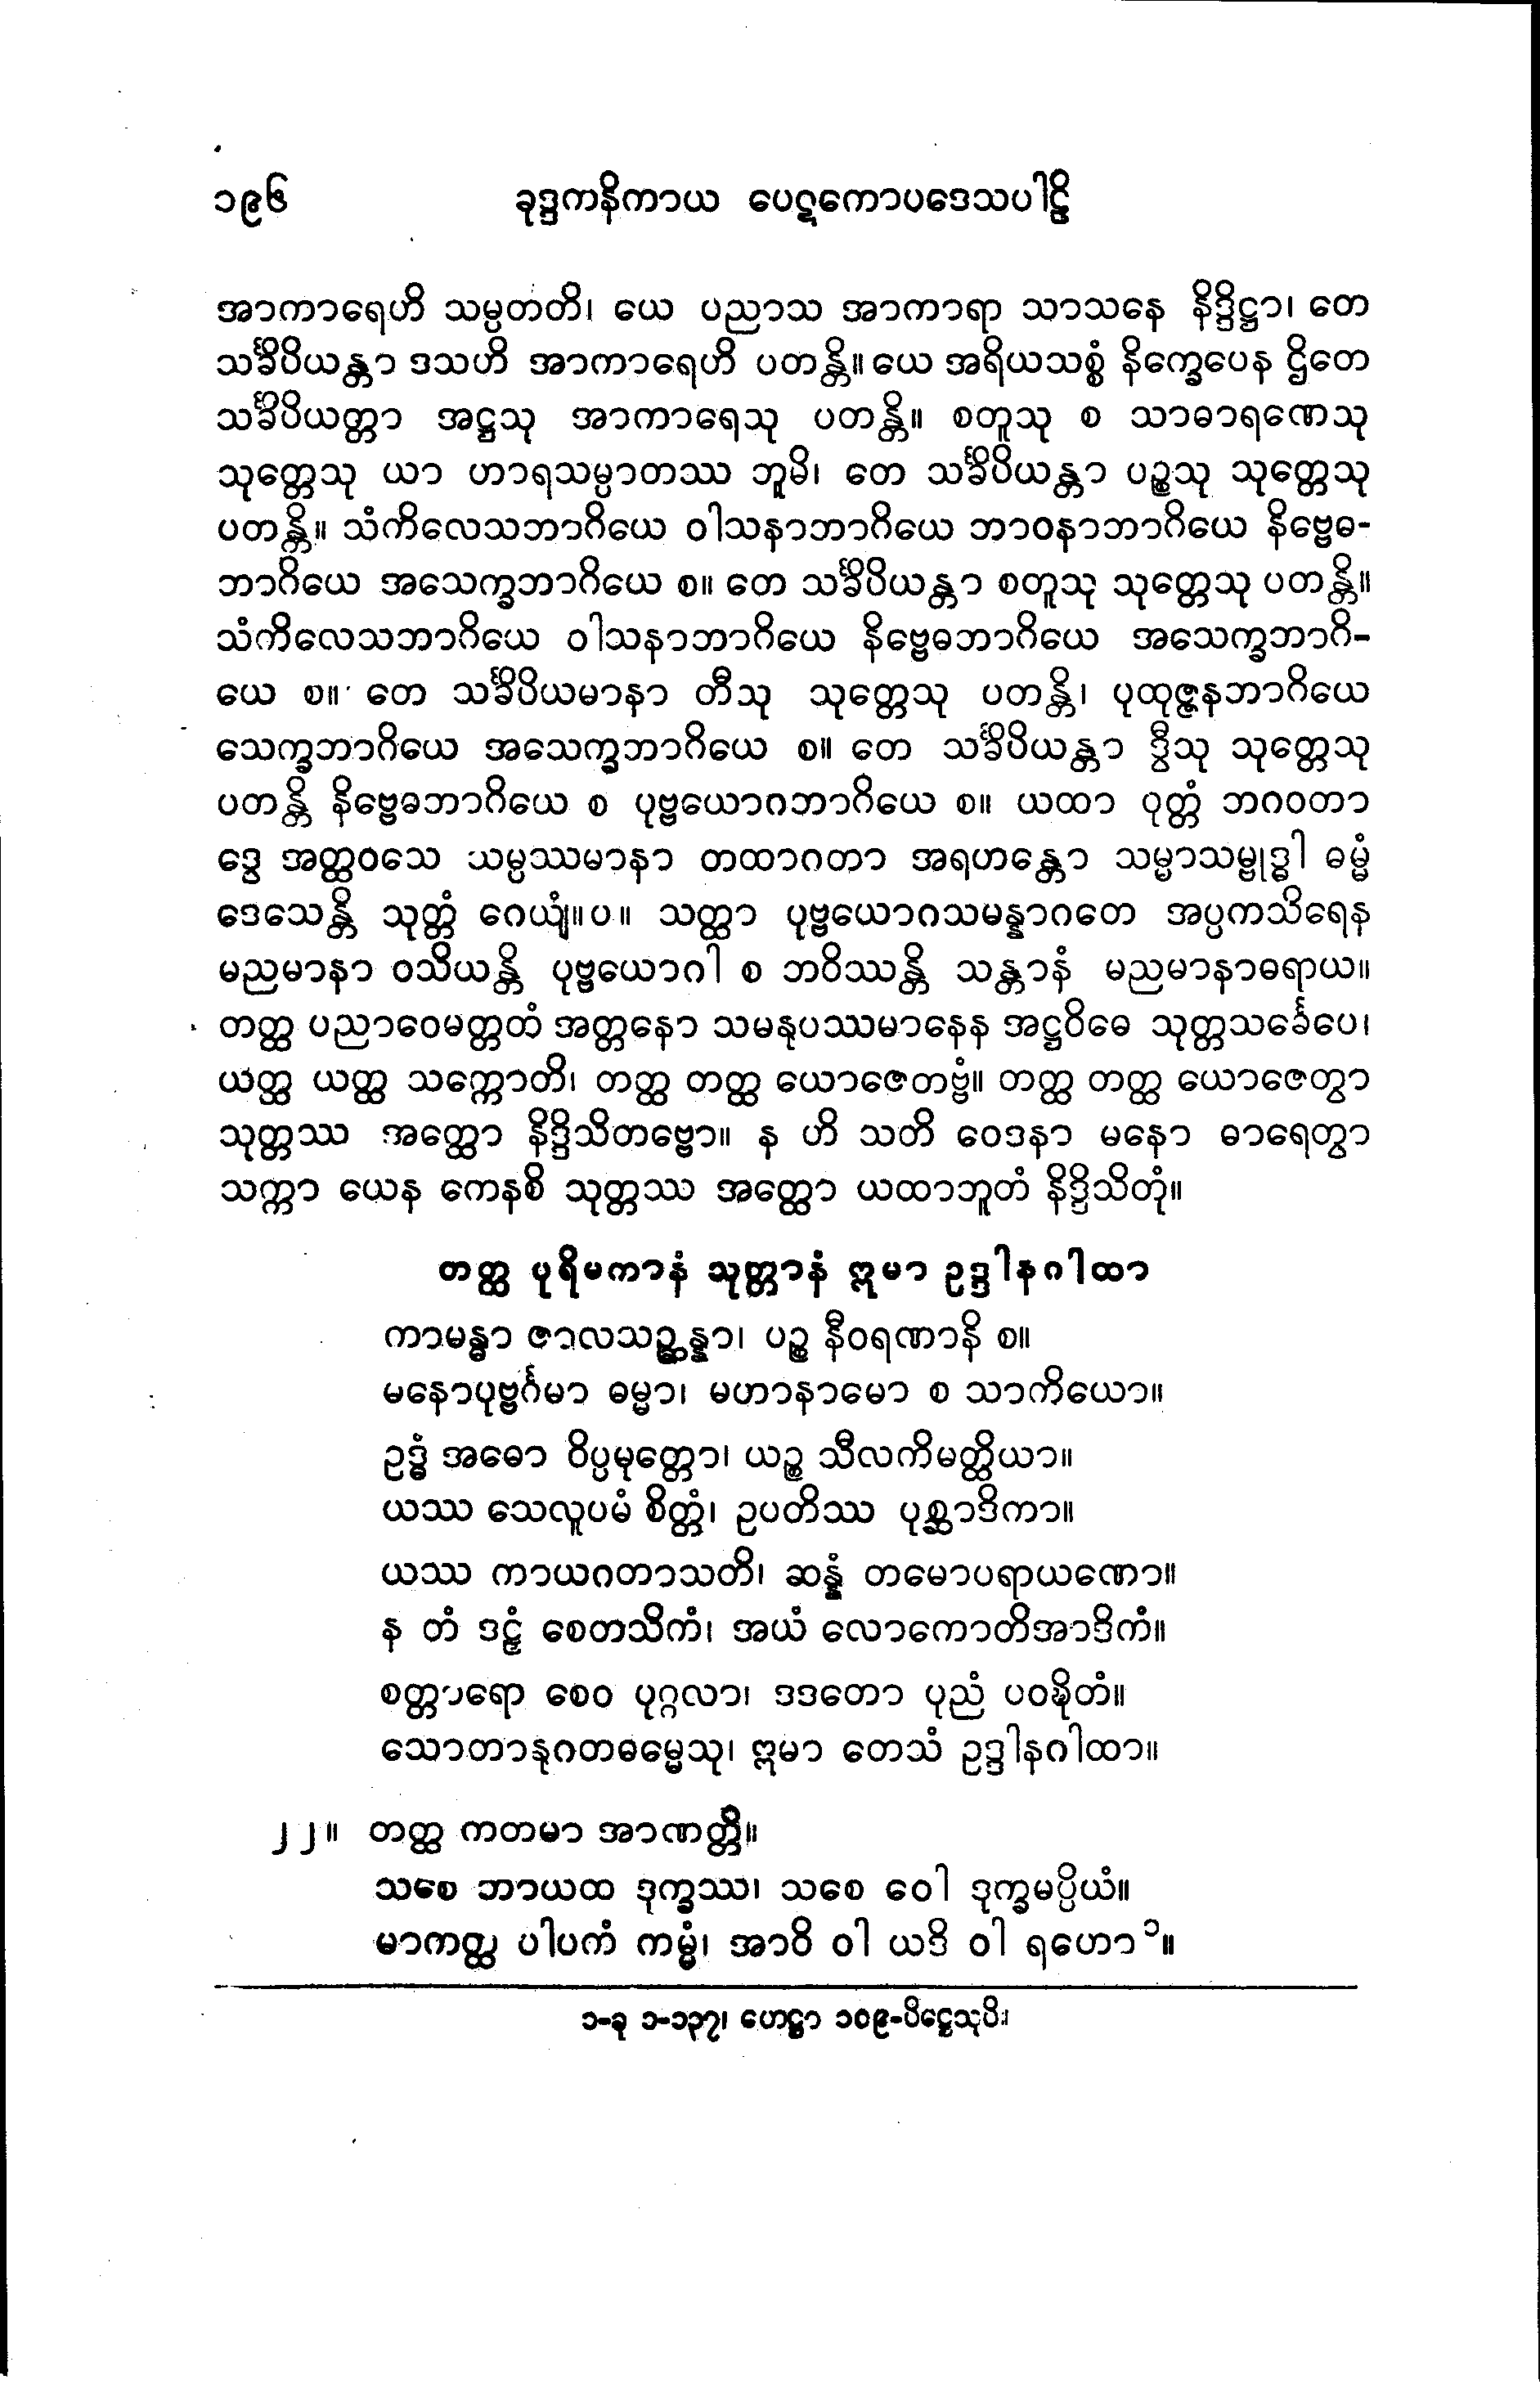 ၁၉၆ ခုဒ္ဒကနိကာယ ပေဋကောပဒေသပါဠိ
အာကာရေဟိ သမ္ပတတိ၊ ယေ ပညာသ အာကာရာ သာသနေ နိဒ္ဒိဋ္ဌာ၊ တေ
သင်္ခိပိယန္တာ ဒသဟိ အာကာရေဟိ ပတန္တိ။ ယေ အရိယသစ္စံ နိက္ခေပေန ဌိတေ
သင်္ခိပိယတ္တာ အဋ္ဌသု အာကာရေသု ပတန္တိ။ စတူသု စ သာဓာရဏေသု
သုတ္တေသု ယာ ဟာရသမ္ပာတဿ ဘူမိ၊ တေ သင်္ခိပိယန္တာ ပဉ္စသု သုတ္တေသု
ပတန္တိ။ သံကိလေသဘာဂိယေ ဝါသနာဘာဂိယေ ဘာဝနာဘာဂိယေ နိဗ္ဗေဓ-
ဘာဂိယေ အသေက္ခဘာဂိယေ စ။ တေ သင်္ခိပိယန္တာ စတူသု သုတ္တေသု ပတန္တိ။
သံကိလေသဘာဂိယေ ဝါသနာဘာဂိယေ နိဗ္ဗေဓဘာဂိယေ အသေက္ခဘာဂိ-
ယေ စ။ တေ သင်္ခိပိယမာနာ တီသု သုတ္တေသု ပတန္တိ၊ ပုထုဇ္ဇနဘာဂိယေ
သေက္ခဘာဂိယေ အသေက္ခဘာဂိယေ စ။ တေ သင်္ခိပိယန္တာ ဒွီသု သုတ္တေသု
ပတန္တိ နိဗ္ဗေဓဘာဂိယေ စ ပုဗ္ဗယောဂဘာဂိယေ စ။ ယထာ ဝုတ္တံ ဘဂဝတာ
ဒွေ အတ္ထဝသေ သမ္ပဿမာနာ တထာဂတာ အရဟန္တော သမ္မာသမ္ဗုဒ္ဓါ ဓမ္မံ
ဒေသေန္တိ သုတ္တံ ဂေယျံ။ပ။ သတ္ထာ ပုဗ္ဗယောဂသမန္နာဂတေ အပ္ပကသိရေန
မညမာနာ ဝသိယန္တိ ပုဗ္ဗယောဂါ စ ဘဝိဿန္တိ သန္တာနံ မညမာနာဓရာယ။
တတ္ထ ပညာဝေမတ္တတံ အတ္တနော သမနုပဿမာနေန အဋ္ဌဝိဓေ သုတ္တသင်္ခေပေ၊
ယတ္ထ ယတ္ထ သက္ကောတိ၊ တတ္ထ တတ္ထ ယောဇေတဗ္ဗံ။ တတ္ထ တတ္ထ ယောဇေတွာ
သုတ္တဿ အတ္ထော နိဒ္ဒိသိတဗ္ဗော။ န ဟိ သတိ ဝေဒနာ မနော ဓာရေတွာ
သက္ကာ ယေန ကေနစိ သုတ္တဿ အတ္ထော ယထာဘူတံ နိဒ္ဒိသိတုံ။
တတ္ထ ပုရိမကာနံ သုတ္တာနံ ဣမာ ဥဒ္ဒါနဂါထာ
ကာမန္ဓာ ဇာလသဉ္ဆန္နာ၊ ပဉ္စ နီဝရဏာနိ စ။
မနောပုဗ္ဗင်္ဂမာ ဓမ္မာ၊ မဟာနာမော စ သာကိယော။
ဥဒ္ဓံ အဓော ဝိပ္ပမုတ္တော၊ ယဉ္စ သီလကိမတ္ထိယာ။
ယဿ သေလူပမံ စိတ္တံ၊ ဥပတိဿ ပုစ္ဆာဒိကာ။
ယဿ ကာယဂတာသတိ၊ ဆန္နံ တမောပရာယဏော။
န တံ ဒဠှံ စေတသိကံ၊ အယံ လောကောတိအာဒိကံ။
စတ္တာရော စေဝ ပုဂ္ဂလာ၊ ဒဒတော ပုညံ ပဝဍ္ဎိတံ။
သောတာနုဂတဓမ္မေသု၊ ဣမာ တေသံ ဥဒ္ဒါနဂါထာ။
၂၂။ တတ္ထ ကတမာ အာဏတ္တိ။
သစေ ဘာယထ ဒုက္ခဿ၊ သစေ ဝေါ ဒုက္ခမပ္ပိယံ။
မာကတ္ထ ပါပကံ ကမ္မံ၊ အာဝိ ဝါ ယဒိ ဝါ ရဟော ၁။
၁-ခု ၁-၁၃၇၊ ဟေဋ္ဌာ ၁၀၉-ပိဋ္ဌေသုပိ၊